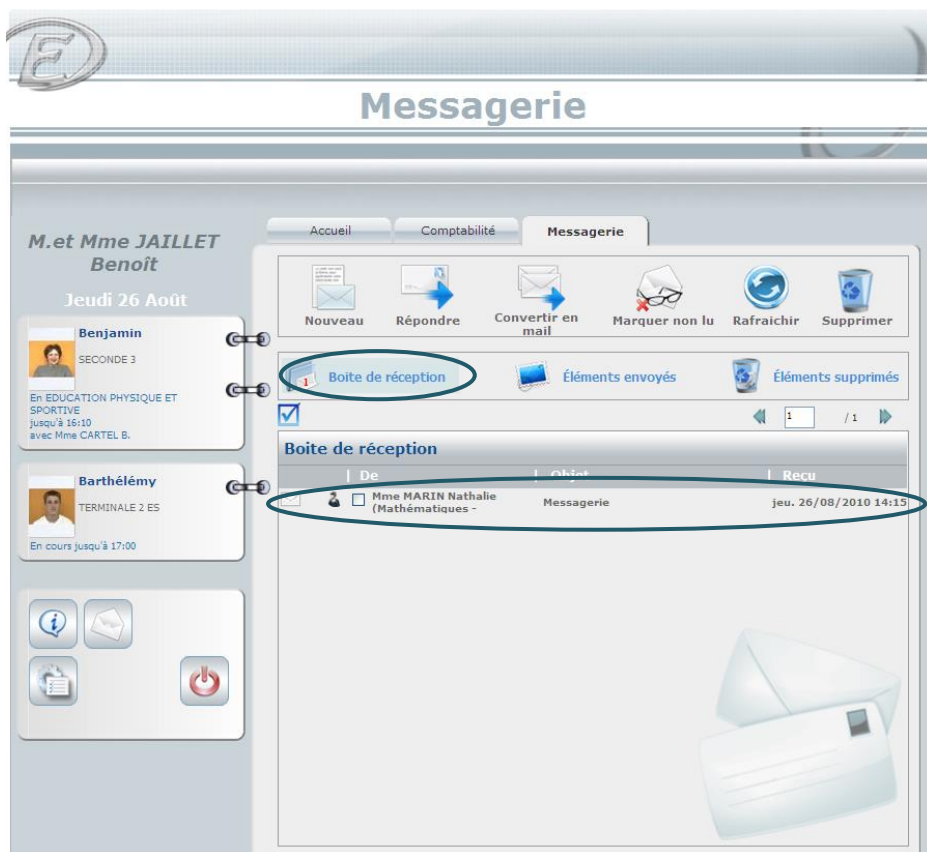 E
Messagerie
M.et Mme JAILLET
Benoît
Jeudi 26 Août
Benjamin
SECONDE 3
En EDUCATION PHYSIQUE ET
SPORTIVE
jusqu'à 16:10
avec Mme CARTEL B.
Barthélémy
TERMINALE 2 ES
En cours jusqu'à 17:00
Accueil
Comptabilité
Messagerie
Nouveau
Répondre
Convertir en
mail
Marquer non lu
Rafraichir
Supprimer
1
Boite de réception
Éléments envoyés
Éléments supprimés
1 / 1
Boite de réception
| De | Objet | Reçu
Mme MARIN Nathalie
(Mathématiques -
Messagerie
jeu. 26/08/2010 14:15